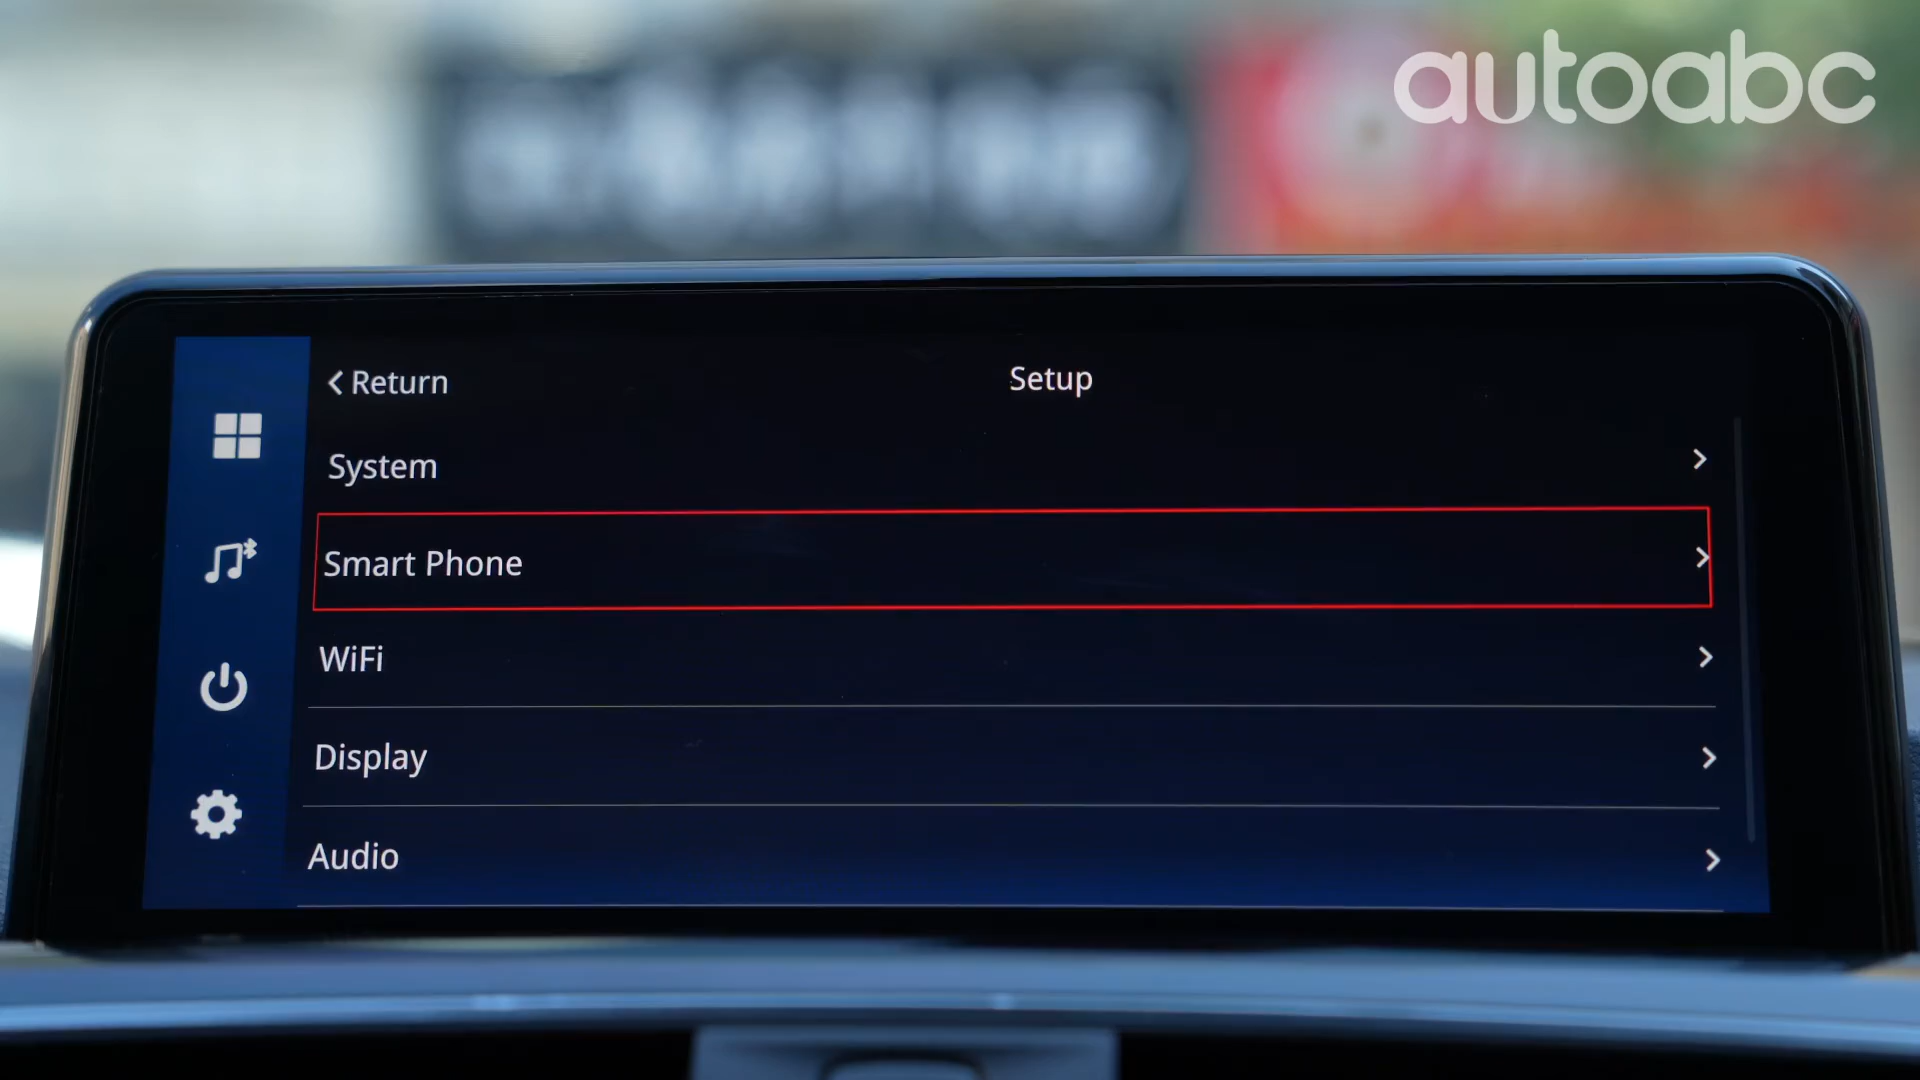 autoabc
Return
Setup
System
Smart Phone
WiFi
Display
Audio